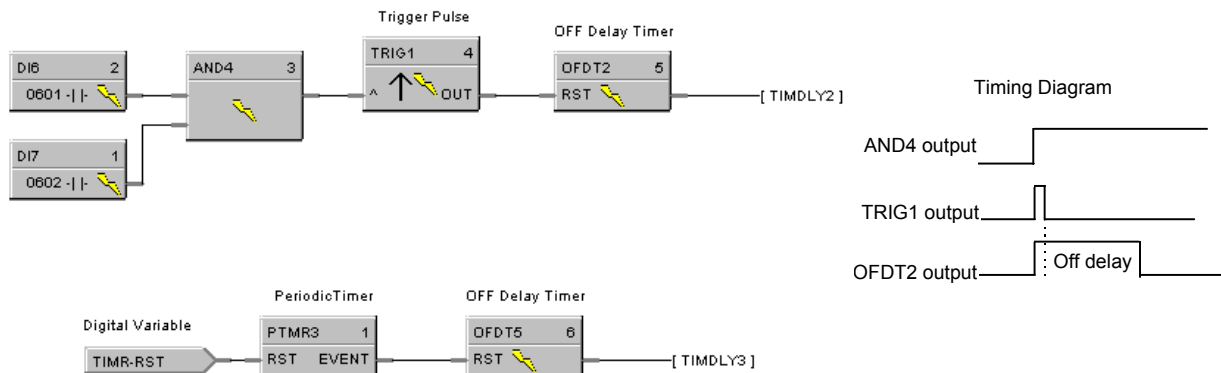 Trigger Pulse
OFF Delay Timer
DI6 2
0601 -| |-
AND4 3
TRIG1 4
^ OUT
OFDT2 5
RST
[ TIMDLY2 ]
DI7 1
0602 -| |-
Timing Diagram
AND4 output
TRIG1 output
OFDT2 output
Off delay
PeriodicTimer
OFF Delay Timer
Digital Variable
TIMR-RST
PTMR3 1
RST EVENT
OFDT5 6
RST
[ TIMDLY3 ]